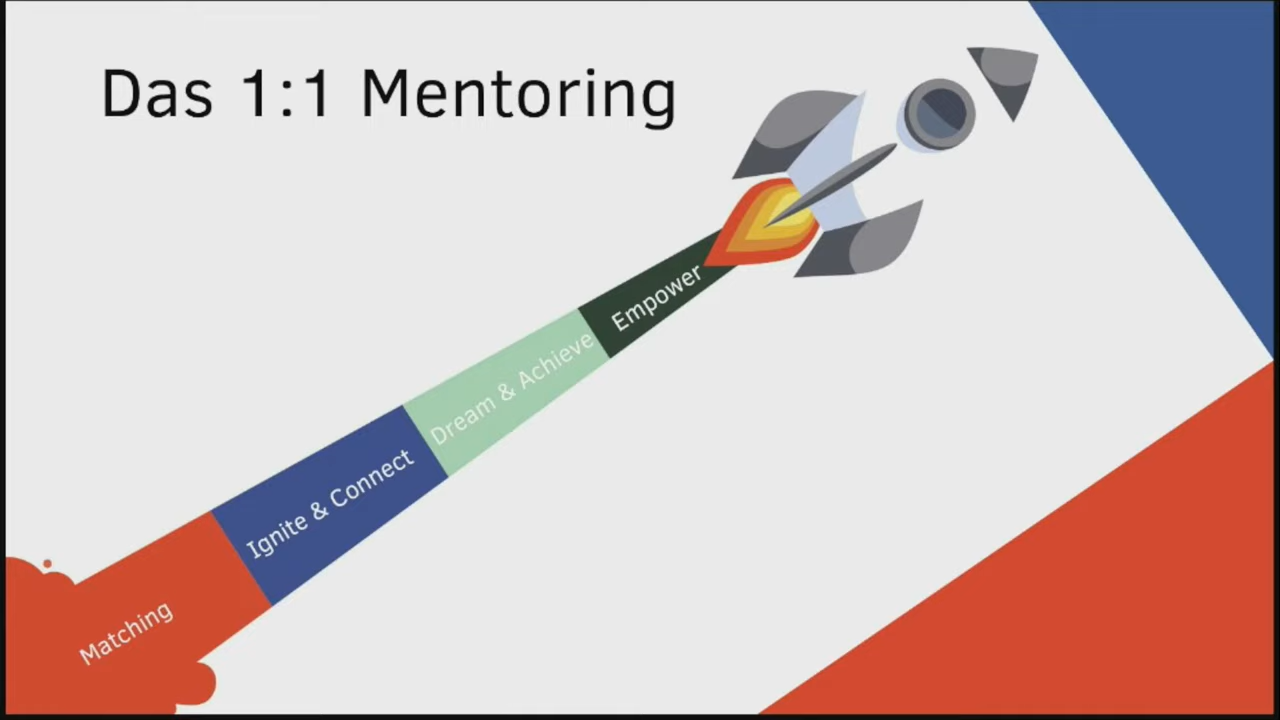 Das 1:1 Mentoring
Empower
Dream & Achieve
Ignite & Connect
Matching